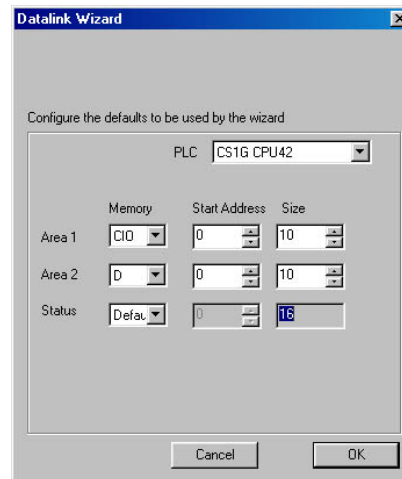 Datalink Wizard
Configure the defaults to be used by the wizard
PLC CS1G CPU42
Memory Start Address Size
Area 1 CIO 0 10
Area 2 D 0 10
Status Defau 0 16
Cancel OK